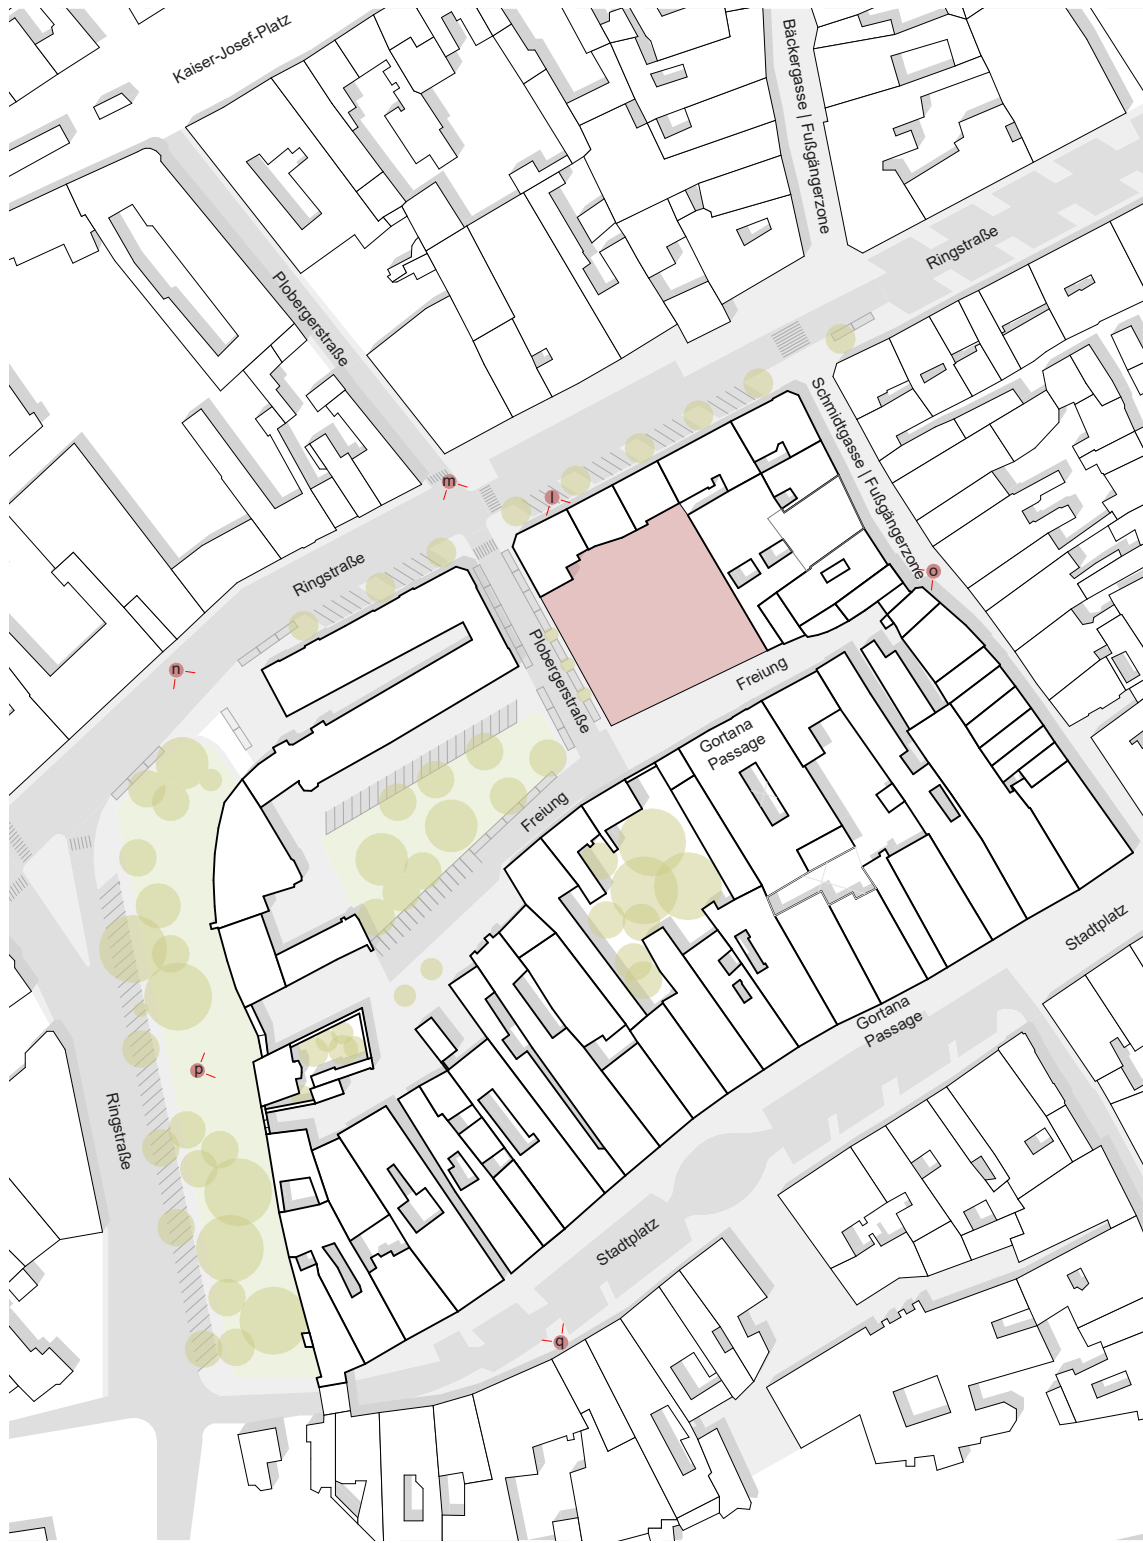 Kaiser-Josef-Platz
Bäckergasse | Fußgängerzone
Ringstraße
Plobergerstraße
Schmidtgasse | Fußgängerzone
m
l
Ringstraße
o
n
Plobergerstraße
Freiung
Gortana
Passage
Freiung
Stadtplatz
Gortana
Passage
p
Ringstraße
Stadtplatz
q